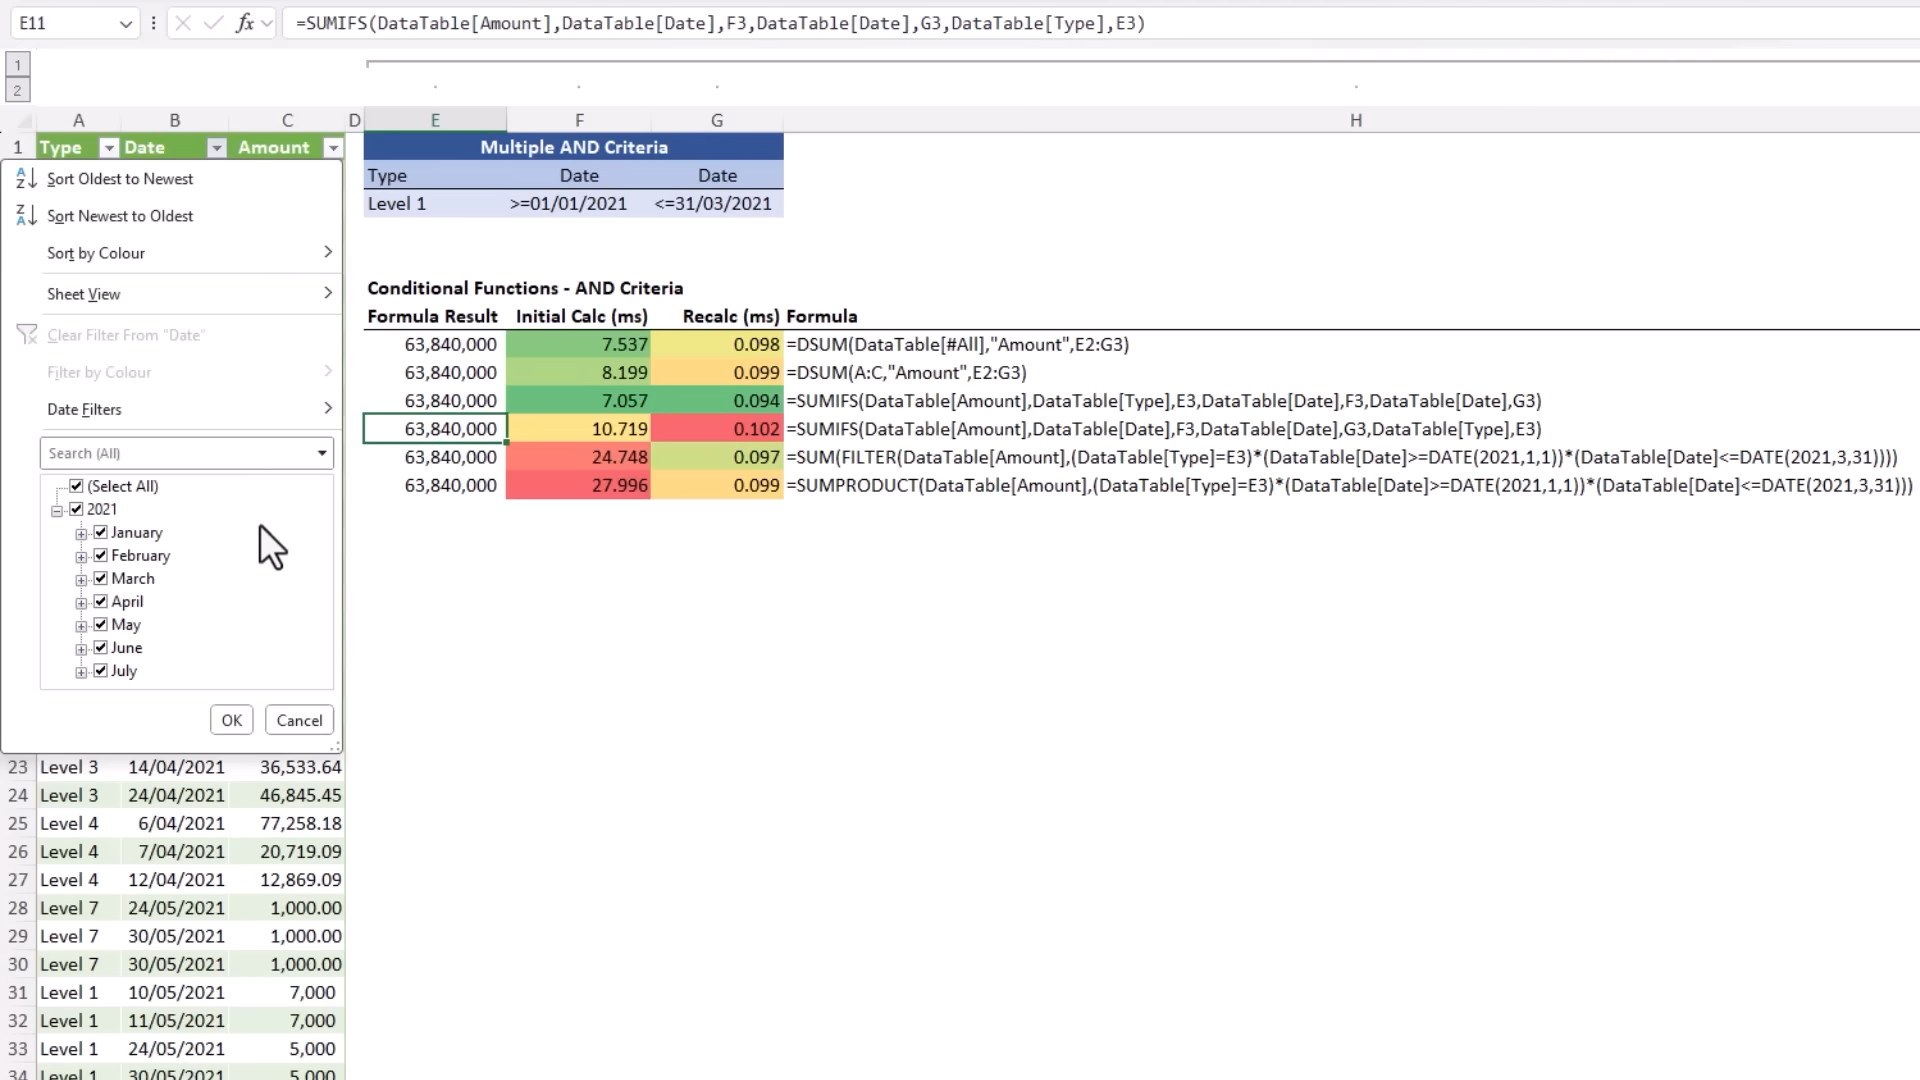 E11 fx =SUMIFS(DataTable[Amount],DataTable[Date],F3,DataTable[Date],G3,DataTable[Type],E3)
1
2
A B C D E F G H
1 Type Date Amount Multiple AND Criteria
Sort Oldest to Newest
Sort Newest to Oldest
Sort by Colour
Sheet View
Clear Filter From "Date"
Filter by Colour
Date Filters
Search (All)
(Select All)
2021
January
February
March
April
May
June
July
OK Cancel
Type Date Date
Level 1 >=01/01/2021 <=31/03/2021
Conditional Functions - AND Criteria
Formula Result Initial Calc (ms) Recalc (ms) Formula
63,840,000 7.537 0.098 =DSUM(DataTable[#All],"Amount",E2:G3)
63,840,000 8.199 0.099 =DSUM(A:C,"Amount",E2:G3)
63,840,000 7.057 0.094 =SUMIFS(DataTable[Amount],DataTable[Type],E3,DataTable[Date],F3,DataTable[Date],G3)
63,840,000 10.719 0.102 =SUMIFS(DataTable[Amount],DataTable[Date],F3,DataTable[Date],G3,DataTable[Type],E3)
63,840,000 24.748 0.097 =SUM(FILTER(DataTable[Amount],(DataTable[Type]=E3)*(DataTable[Date]>=DATE(2021,1,1))*(DataTable[Date]<=DATE(2021,3,31))))
63,840,000 27.996 0.099 =SUMPRODUCT(DataTable[Amount],(DataTable[Type]=E3)*(DataTable[Date]>=DATE(2021,1,1))*(DataTable[Date]<=DATE(2021,3,31)))
23 Level 3 14/04/2021 36,533.64
24 Level 3 24/04/2021 46,845.45
25 Level 4 6/04/2021 77,258.18
26 Level 4 7/04/2021 20,719.09
27 Level 4 12/04/2021 12,869.09
28 Level 7 24/05/2021 1,000.00
29 Level 7 30/05/2021 1,000.00
30 Level 7 30/05/2021 1,000.00
31 Level 1 10/05/2021 7,000
32 Level 1 11/05/2021 7,000
33 Level 1 24/05/2021 5,000
34 Level 1 30/05/2021 5,000